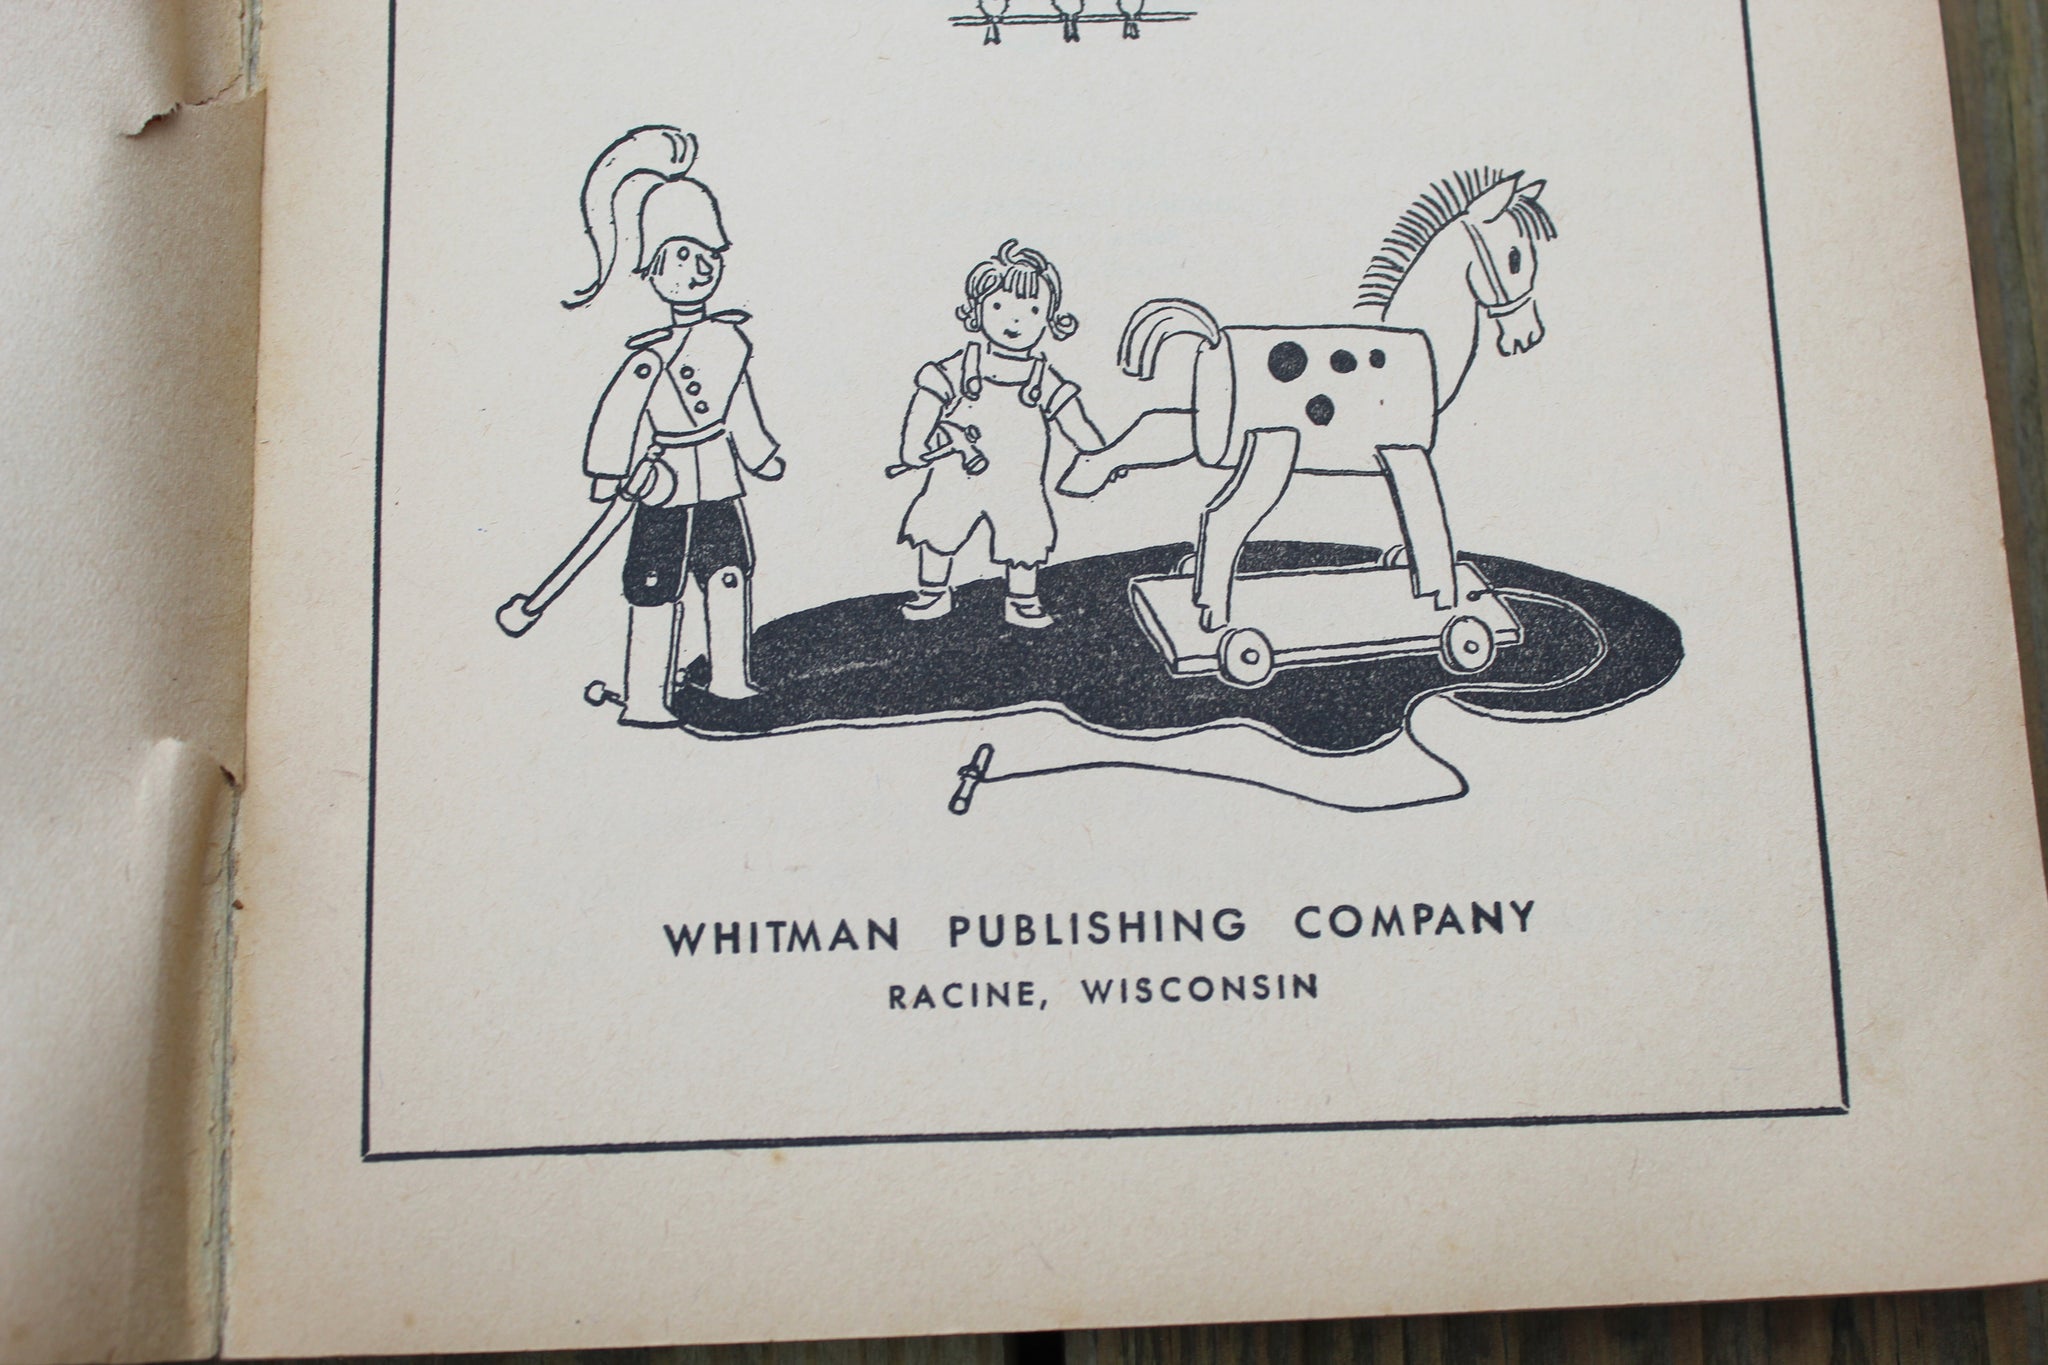 WHITMAN PUBLISHING COMPANY
RACINE, WISCONSIN